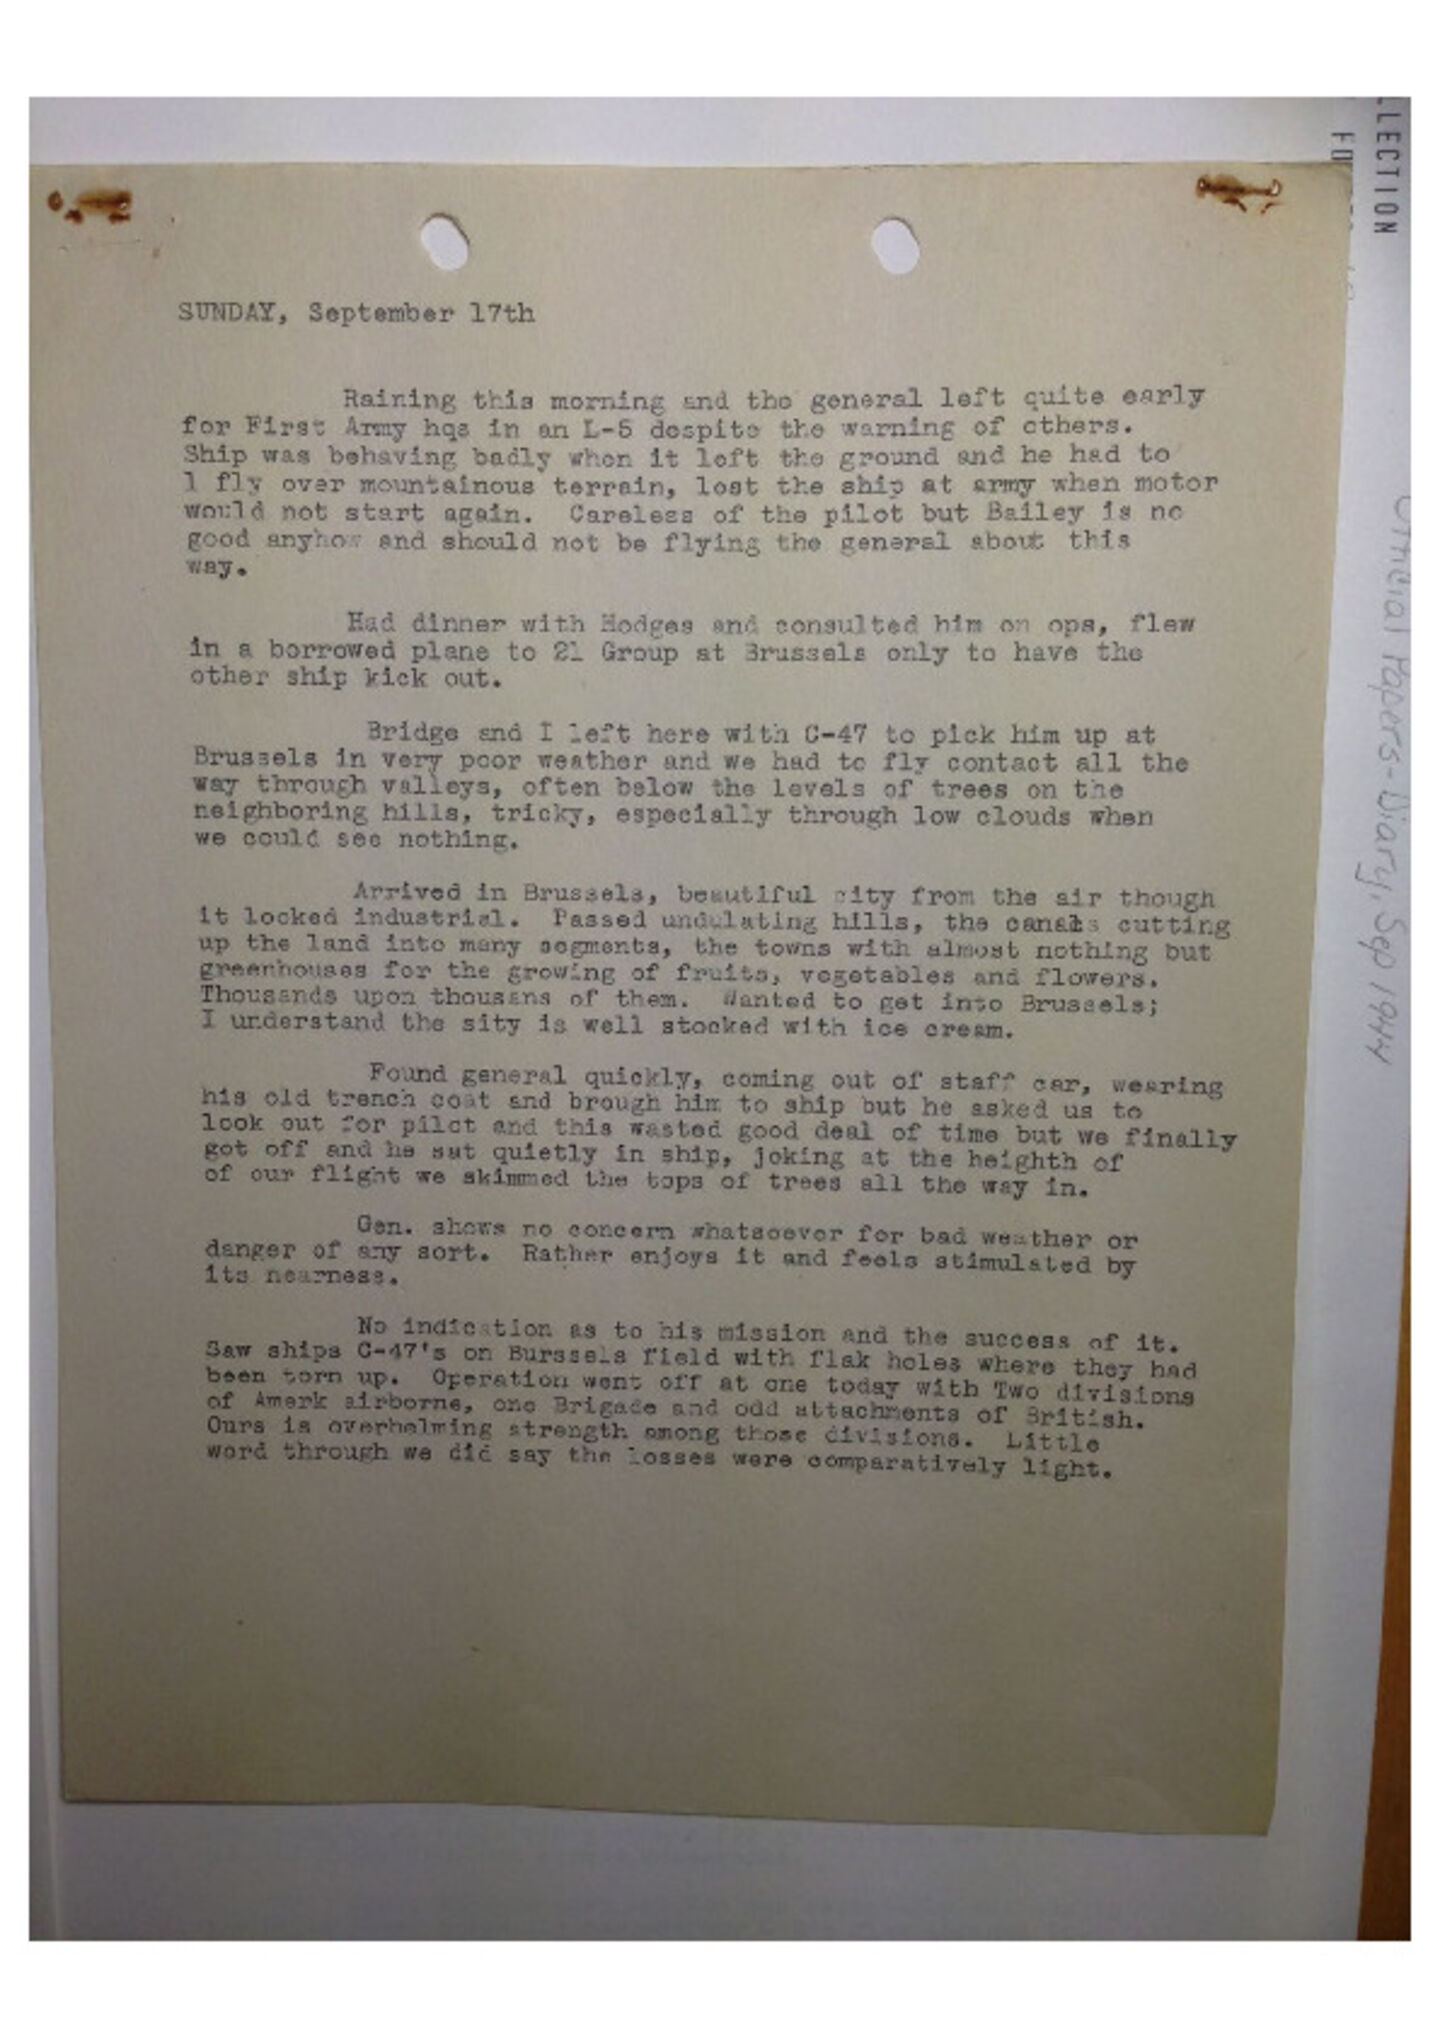 SUNDAY, September 17th
Raining this morning and the general left quite early
for First Army hqs in an L-5 despite the warning of others.
Ship was behaving badly when it left the ground and he had to
l fly over mountainous terrain, lost the ship at army when motor
would not start again. Careless of the pilot but Bailey is no
good anyhow and should not be flying the general about this
way.
Had dinner with Hodges and consulted him on ops, flew
in a borrowed plane to 21 Group at Brussels only to have the
other ship kick out.
Bridge and I left here with C-47 to pick him up at
Brussels in very poor weather and we had to fly contact all the
way through valleys, often below the levels of trees on the
neighboring hills, tricky, especially through low clouds when
we could see nothing.
Arrived in Brussels, beautiful city from the air though
it looked industrial. Passed undulating hills, the canals cutting
up the land into many segments, the towns with almost nothing but
greenhouses for the growing of fruits, vegetables and flowers.
Thousands upon thousans of them. Wanted to get into Brussels;
I understand the sity is well stocked with ice cream.
Found general quickly, coming out of staff car, wearing
his old trench coat and brough him to ship but he asked us to
look out for pilot and this wasted good deal of time but we finally
got off and he sat quietly in ship, joking at the heighth of
of our flight we skimmed the tops of trees all the way in.
Gen. shows no concern whatsoever for bad weather or
danger of any sort. Rather enjoys it and feels stimulated by
its nearness.
No indication as to his mission and the success of it.
Saw ships C-47's on Burssels field with flak holes where they had
been torn up. Operation went off at one today with Two divisions
of Amerk airborne, one Brigade and odd attachments of British.
Ours is overhelming strength among those divisions. Little
word through we did say the losses were comparatively light.
LLECTION
Official Papers-Diary, Sep 1944